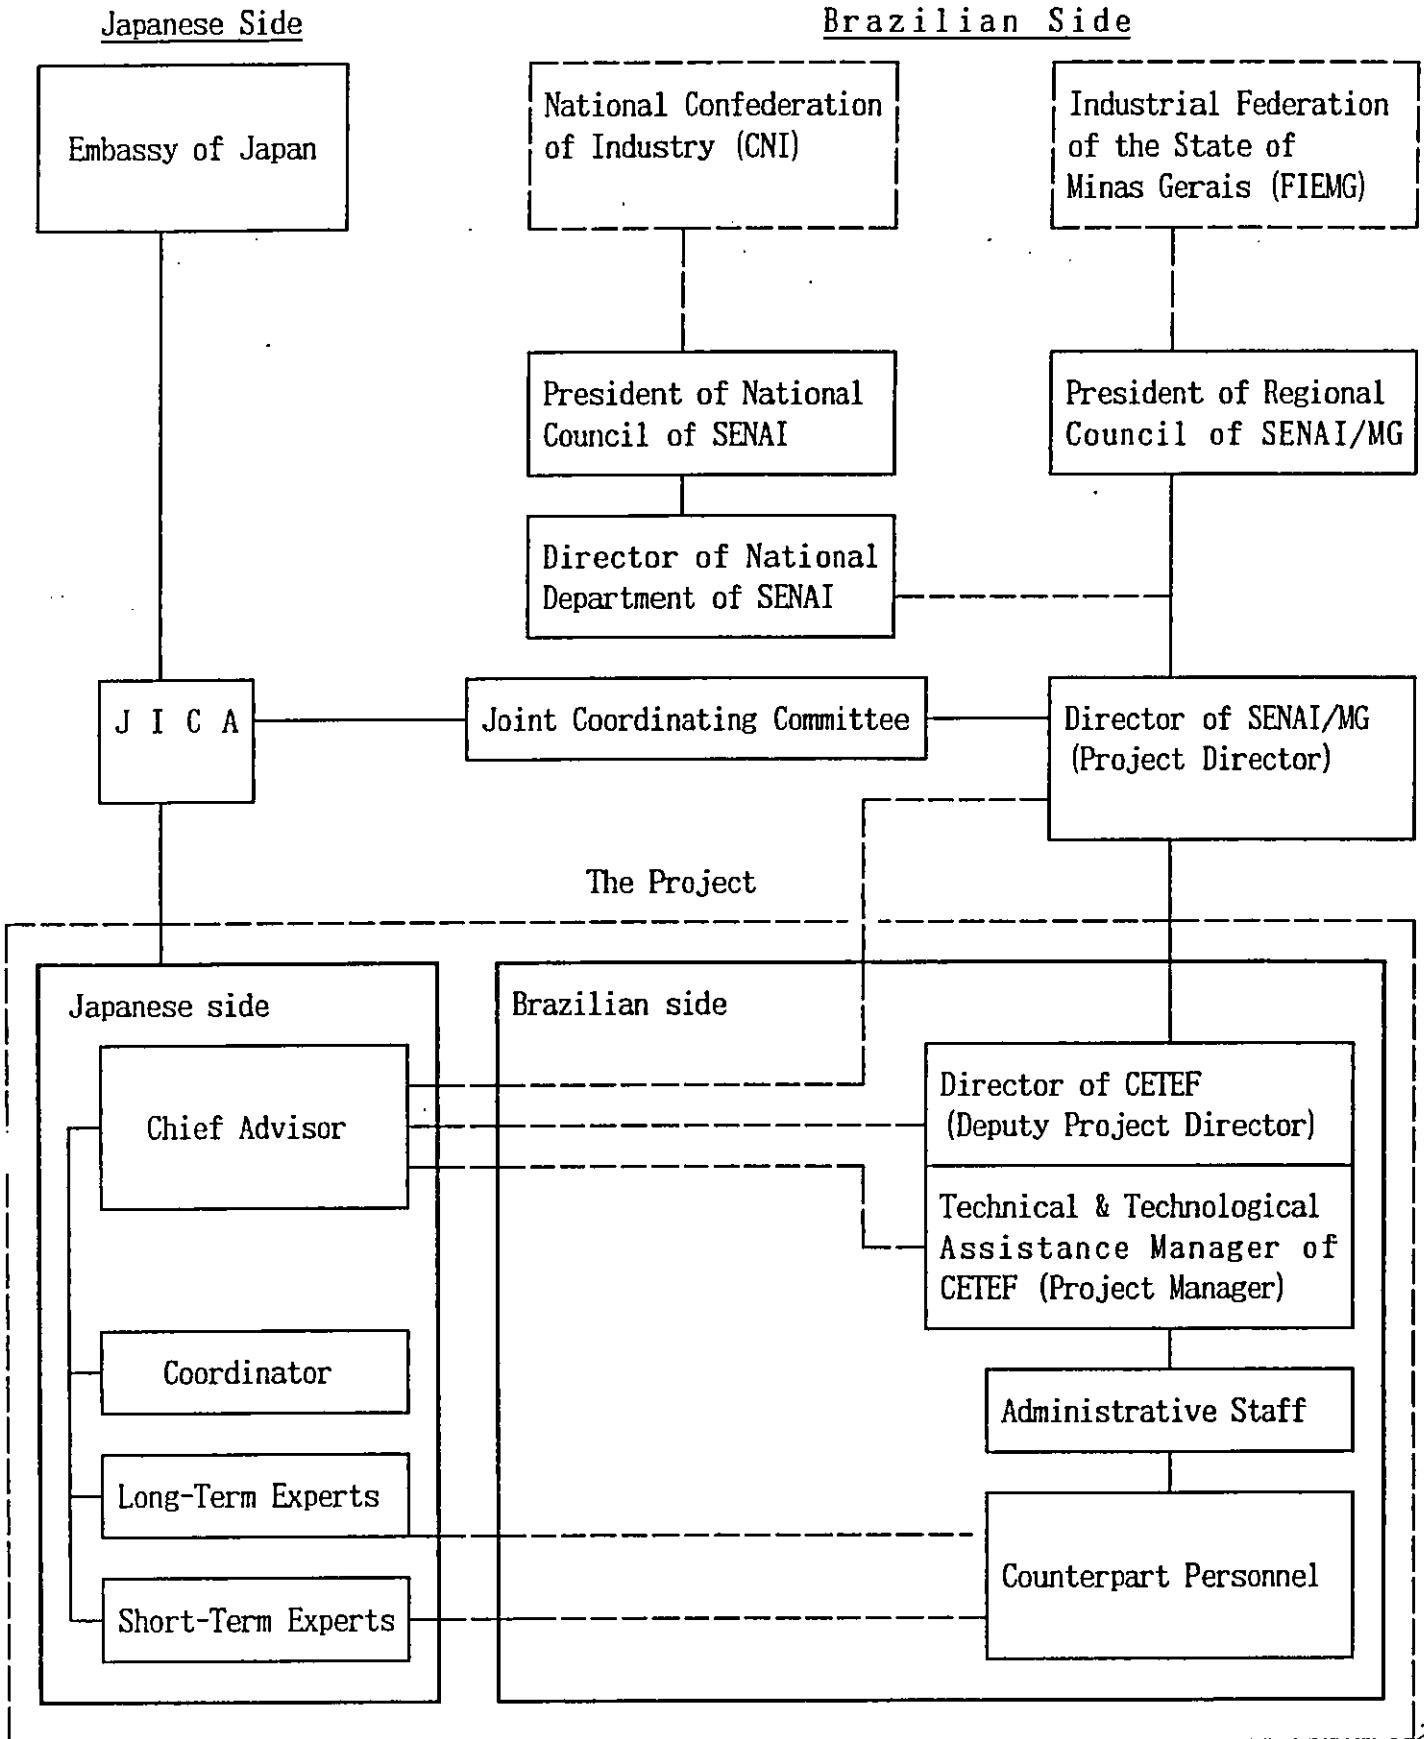 Japanese Side
Brazilian Side
Embassy of Japan
National Confederation
of Industry (CNI)
Industrial Federation
of the State of
Minas Gerais (FIEMG)
President of National
Council of SENAI
President of Regional
Council of SENAI/MG
Director of National
Department of SENAI
J I C A
Joint Coordinating Committee
Director of SENAI/MG
(Project Director)
The Project
Japanese side
Brazilian side
Chief Advisor
Director of CETEF
(Deputy Project Director)
Technical & Technological
Assistance Manager of
CETEF (Project Manager)
Coordinator
Administrative Staff
Long-Term Experts
Counterpart Personnel
Short-Term Experts